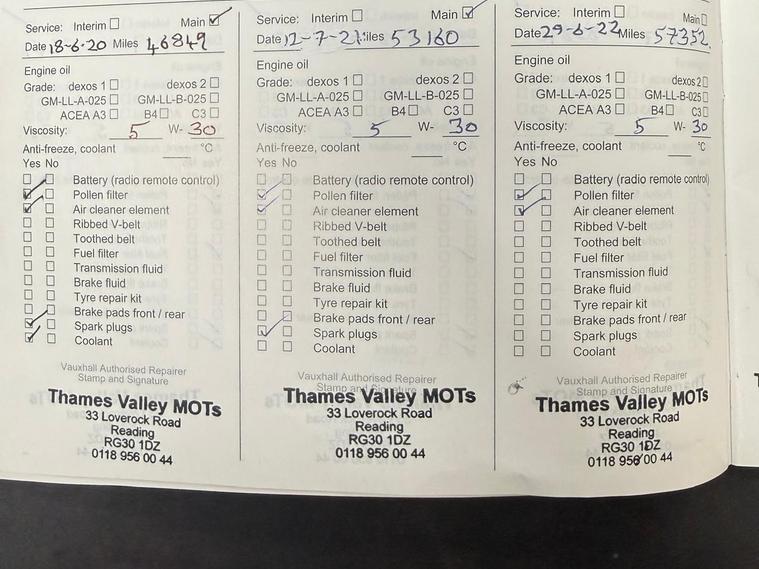 Service: Interim ☐ Main ☑
Date 18-6-20 Miles 46849
Engine oil
Grade: dexos 1 ☐ dexos 2 ☐
GM-LL-A-025 ☐ GM-LL-B-025 ☐
ACEA A3 ☐ B4 ☐ C3 ☐
Viscosity: 5 W- 30
Anti-freeze, coolant ____ °C
Yes No
Battery (radio remote control)
Pollen filter
Air cleaner element
Ribbed V-belt
Toothed belt
Fuel filter
Transmission fluid
Brake fluid
Tyre repair kit
Brake pads front / rear
Spark plugs
Coolant
Vauxhall Authorised Repairer
Stamp and Signature
Thames Valley MOTs
33 Loverock Road
Reading
RG30 1DZ
0118 956 00 44
Service: Interim ☐ Main ☑
Date 12-7-21 Miles 53160
Engine oil
Grade: dexos 1 ☐ dexos 2 ☐
GM-LL-A-025 ☐ GM-LL-B-025 ☐
ACEA A3 ☐ B4 ☐ C3 ☐
Viscosity: 5 W- 30
Anti-freeze, coolant ____ °C
Yes No
Battery (radio remote control)
Pollen filter
Air cleaner element
Ribbed V-belt
Toothed belt
Fuel filter
Transmission fluid
Brake fluid
Tyre repair kit
Brake pads front / rear
Spark plugs
Coolant
Vauxhall Authorised Repairer
Stamp and Signature
Thames Valley MOTs
33 Loverock Road
Reading
RG30 1DZ
0118 956 00 44
Service: Interim ☐ Main ☐
Date 29-6-22 Miles 57352
Engine oil
Grade: dexos 1 ☐ dexos 2 ☐
GM-LL-A-025 ☐ GM-LL-B-025 ☐
ACEA A3 ☐ B4 ☐ C3 ☐
Viscosity: 5 W- 30
Anti-freeze, coolant ____ °C
Yes No
Battery (radio remote control)
Pollen filter
Air cleaner element
Ribbed V-belt
Toothed belt
Fuel filter
Transmission fluid
Brake fluid
Tyre repair kit
Brake pads front / rear
Spark plugs
Coolant
Vauxhall Authorised Repairer
Stamp and Signature
Thames Valley MOTs
33 Loverock Road
Reading
RG30 1DZ
0118 956 00 44